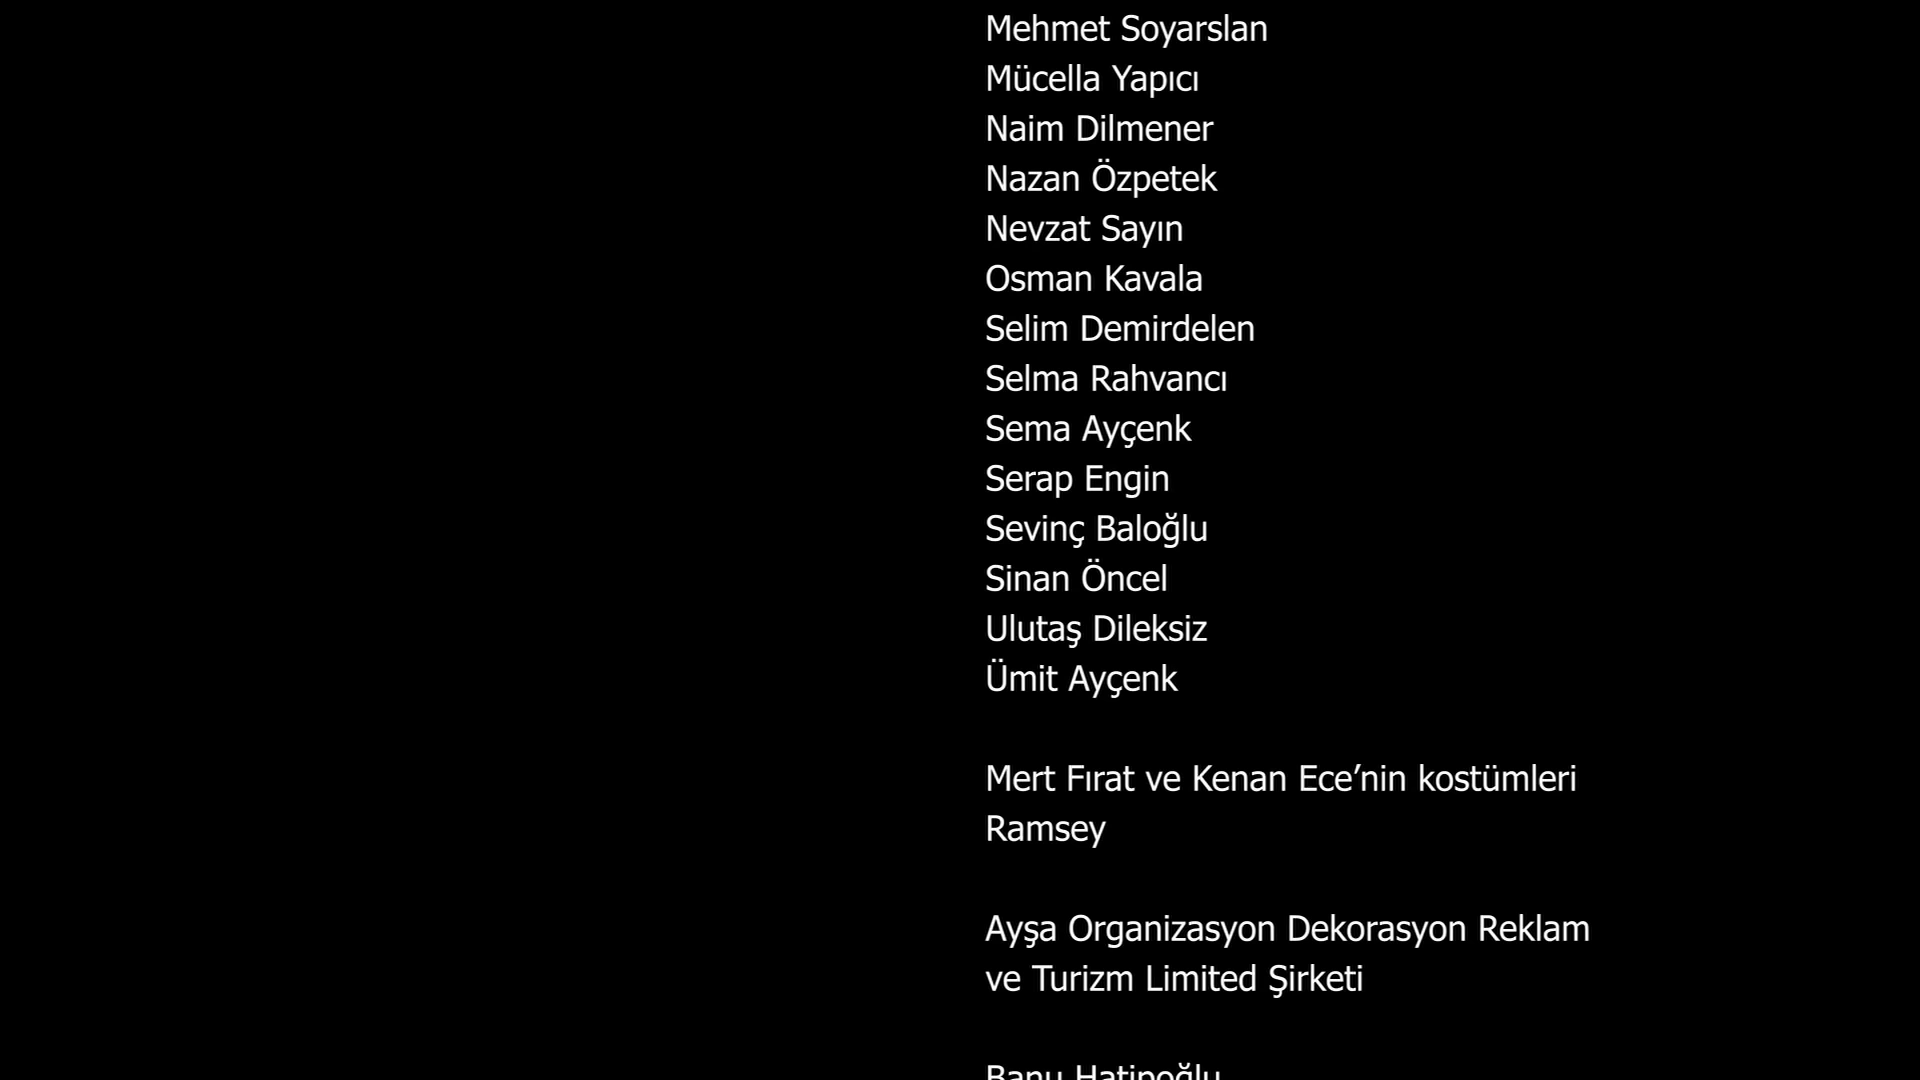 Mehmet Soyarslan
Mücella Yapıcı
Naim Dilmener
Nazan Özpetek
Nevzat Sayın
Osman Kavala
Selim Demirdelen
Selma Rahvancı
Sema Ayçenk
Serap Engin
Sevinç Baloğlu
Sinan Öncel
Ulutaş Dileksiz
Ümit Ayçenk
Mert Fırat ve Kenan Ece’nin kostümleri
Ramsey
Ayşa Organizasyon Dekorasyon Reklam
ve Turizm Limited Şirketi
Banu Hatipoğlu